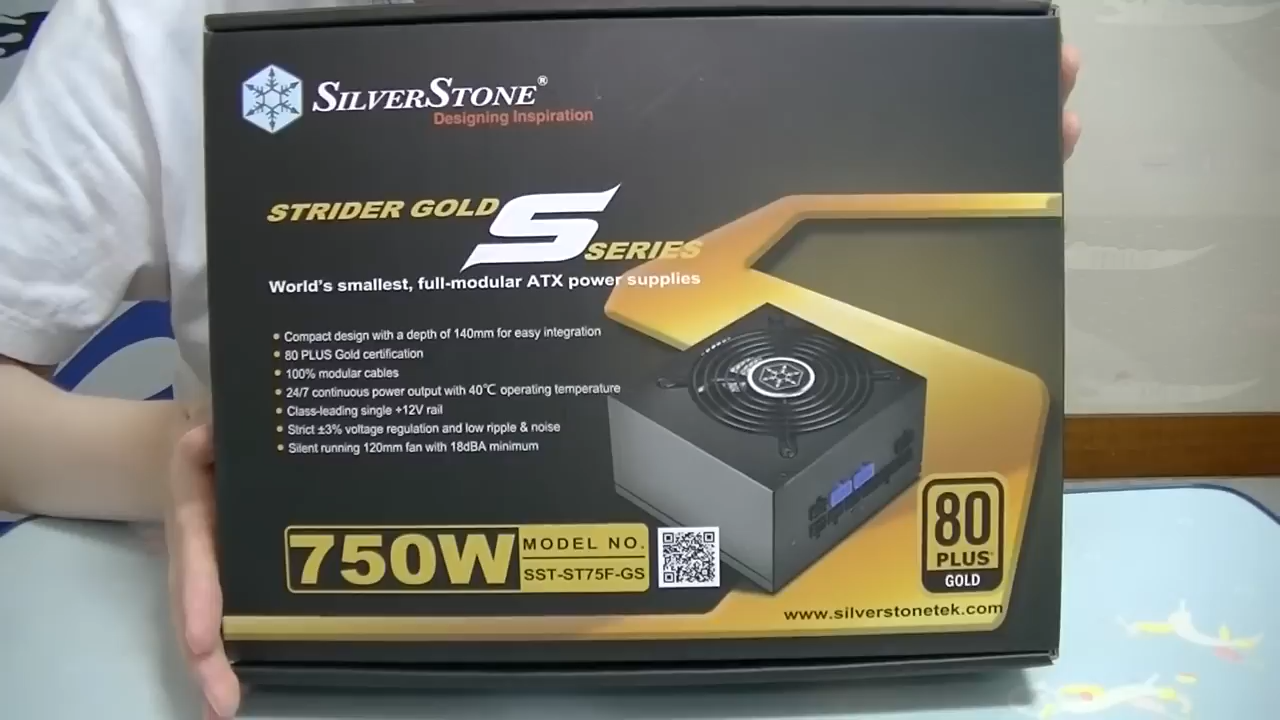 SILVERSTONE®
Designing Inspiration
STRIDER GOLD S SERIES
World's smallest, full-modular ATX power supplies
• Compact design with a depth of 140mm for easy integration
• 80 PLUS Gold certification
• 100% modular cables
• 24/7 continuous power output with 40℃ operating temperature
• Class-leading single +12V rail
• Strict ±3% voltage regulation and low ripple & noise
• Silent running 120mm fan with 18dBA minimum
750W
MODEL NO.
SST-ST75F-GS
80
PLUS
GOLD
www.silverstonetek.com